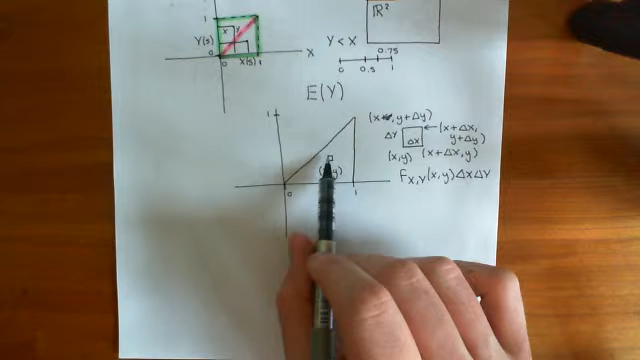 1
x
y
Y(s)
0
0
X(s)
1
X
ℝ²
Y < X
0.75
0
0.5
1
E(Y)
1
0
1
(x, y+Δy)
(x+Δx, y+Δy)
Δy
Δx
(x,y)
(x+Δx, y)
F_{X,Y}(x,y)ΔxΔy